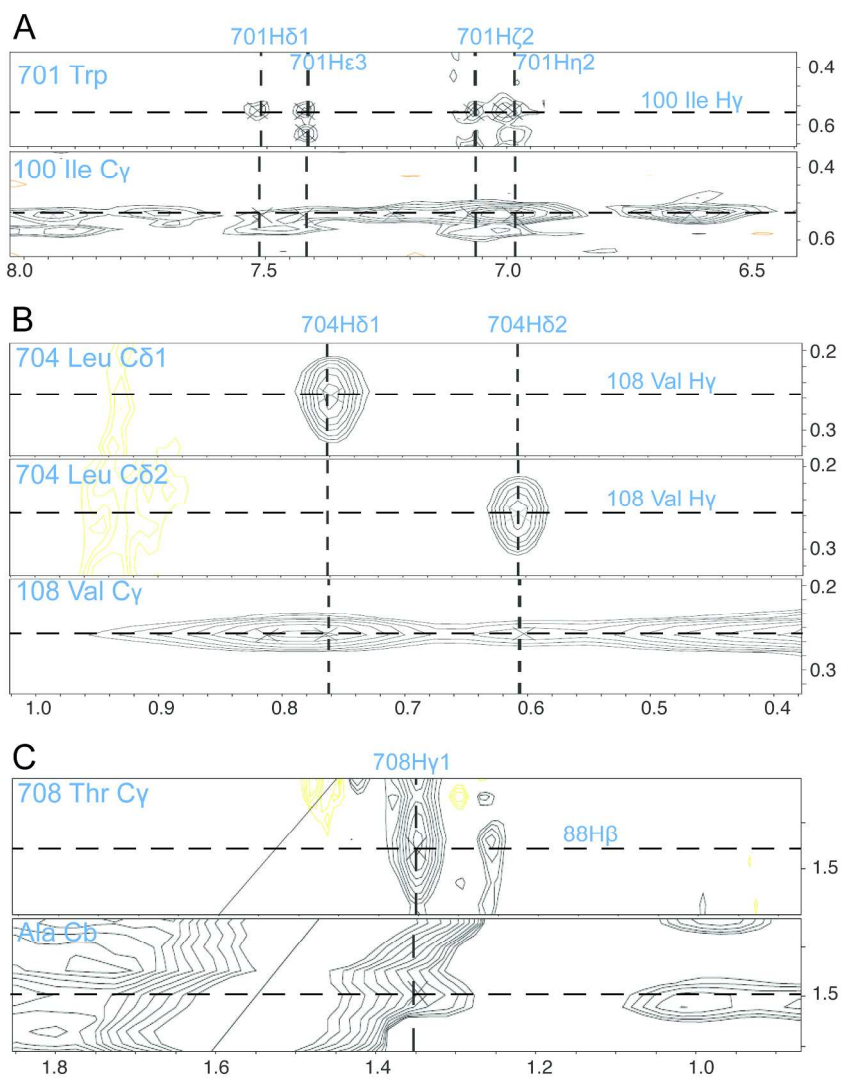 A
701Hδ1
701Hζ2
701Hε3
701Hη2
701 Trp
0.4
100 Ile Hγ
0.6
100 Ile Cγ
0.4
0.6
8.0 7.5 7.0 6.5
B
704Hδ1 704Hδ2
704 Leu Cδ1
0.2
108 Val Hγ
0.3
704 Leu Cδ2
0.2
108 Val Hγ
0.3
108 Val Cγ
0.2
0.3
1.0 0.9 0.8 0.7 0.6 0.5 0.4
C
708Hγ1
708 Thr Cγ
88Hβ
1.5
Ala Cb
1.5
1.8 1.6 1.4 1.2 1.0